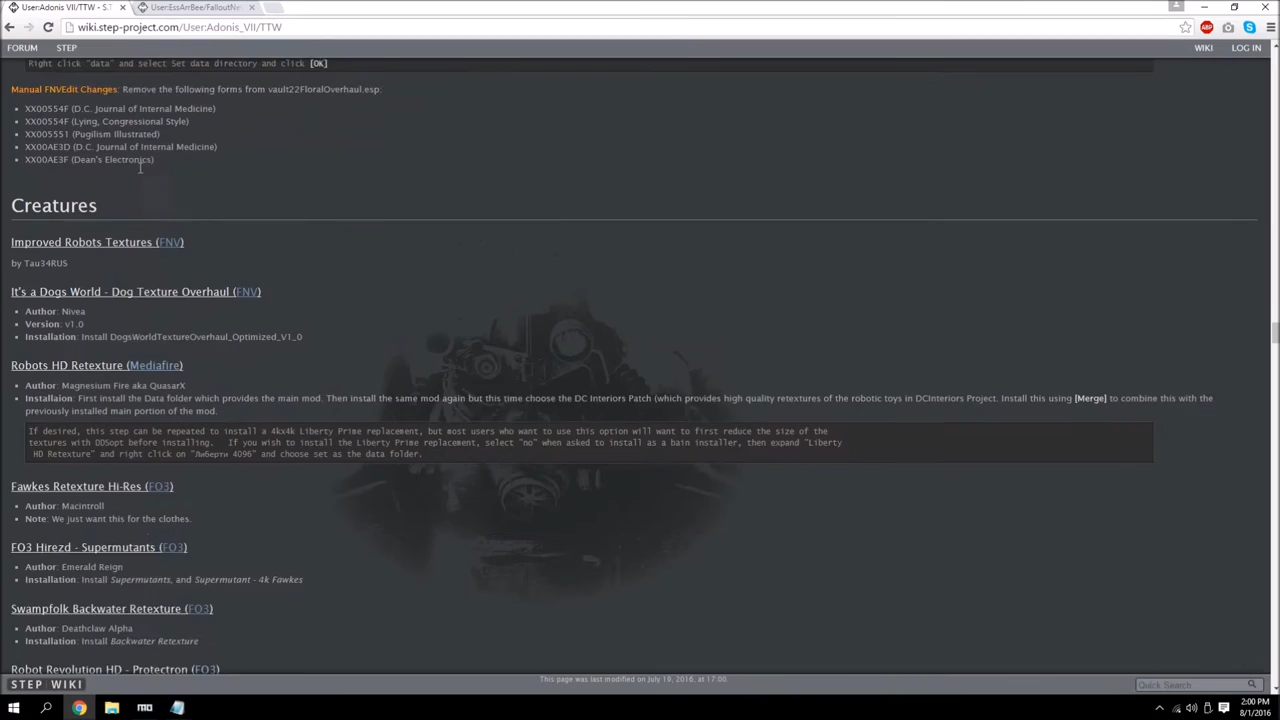 User:Adonis VII/TTW - S.T
User:EssArrBee/FalloutNe
wiki.step-project.com/User:Adonis_VII/TTW
FORUM STEP WIKI LOG IN
Right click "data" and select Set data directory and click [Ok]
Manual FNVEdit Changes: Remove the following forms from vault22FloralOverhaul.esp:
XX00554F (D.C. Journal of Internal Medicine)
XX00554F (Lying, Congressional Style)
XX005551 (Pugilism Illustrated)
XX00AE3D (D.C. Journal of Internal Medicine)
XX00AE3F (Dean's Electronics)
Creatures
Improved Robots Textures (FNV)
by Tau34RUS
It's a Dogs World - Dog Texture Overhaul (FNV)
Author: Nivea
Version: v1.0
Installation: Install DogsWorldTextureOverhaul_Optimized_V1_0
Robots HD Retexture (Mediafire)
Author: Magnesium Fire aka QuasarX
Installaion: First install the Data folder which provides the main mod. Then install the same mod again but this time choose the DC Interiors Patch (which provides high quality retextures of the robotic toys in DCInteriors Project. Install this using [Merge] to combine this with the
previously installed main portion of the mod.
If desired, this step can be repeated to install a 4kx4k Liberty Prime replacement, but most users who want to use this option will want to first reduce the size of the
textures with DDSopt before installing. If you wish to install the Liberty Prime replacement, select "no" when asked to install as a bain installer, then expand "Liberty
HD Retexture" and right click on "Либерти 4096" and choose set as the data folder.
Fawkes Retexture Hi-Res (FO3)
Author: Macintroll
Note: We just want this for the clothes.
FO3 Hirezd - Supermutants (FO3)
Author: Emerald Reign
Installation: Install Supermutants, and Supermutant - 4k Fawkes
Swampfolk Backwater Retexture (FO3)
Author: Deathclaw Alpha
Installation: Install Backwater Retexture
Robot Revolution HD - Protectron (FO3)
STEP WIKI
This page was last modified on July 19, 2016, at 17:00.
Quick Search
2:00 PM
8/1/2016